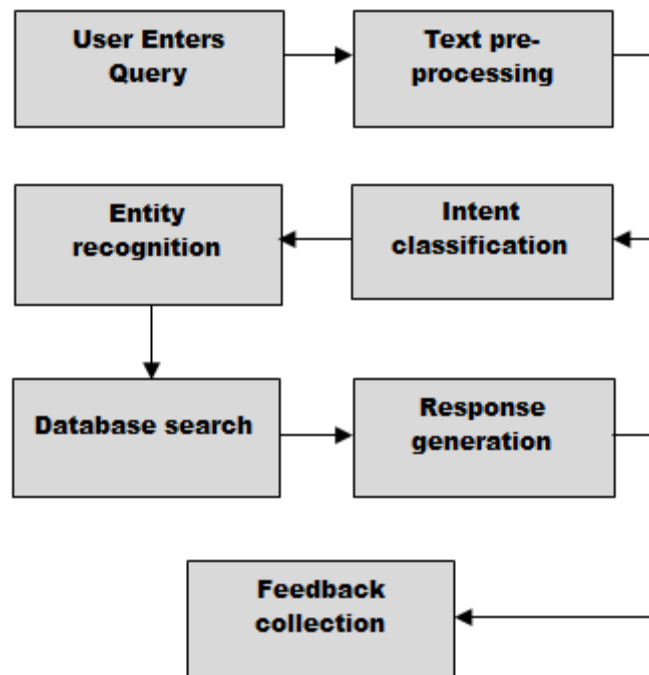 User Enters
Query
Text pre-
processing
Intent
classification
Entity
recognition
Database search
Response
generation
Feedback
collection